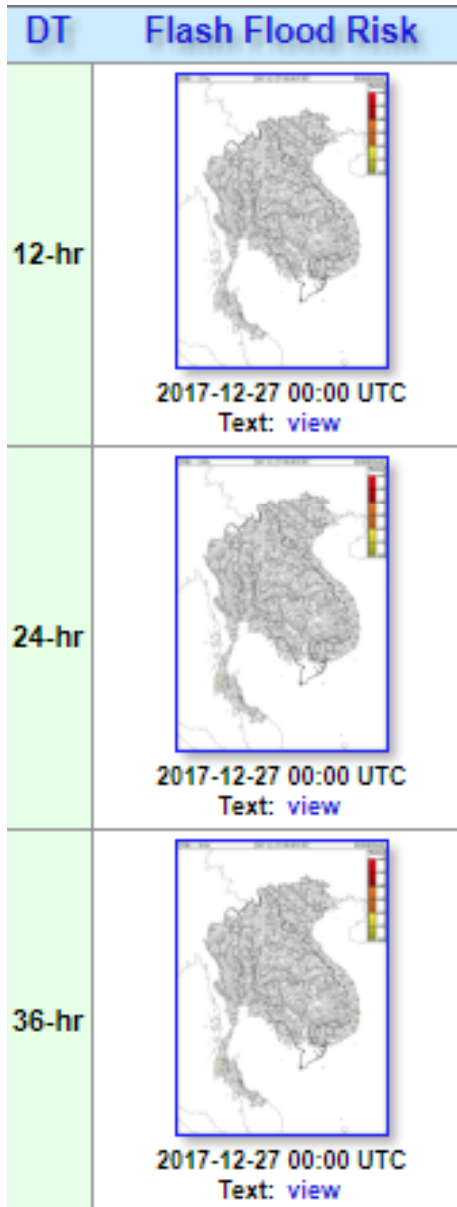 DT Flash Flood Risk
12-hr
2017-12-27 00:00 UTC
Text: view
24-hr
2017-12-27 00:00 UTC
Text: view
36-hr
2017-12-27 00:00 UTC
Text: view